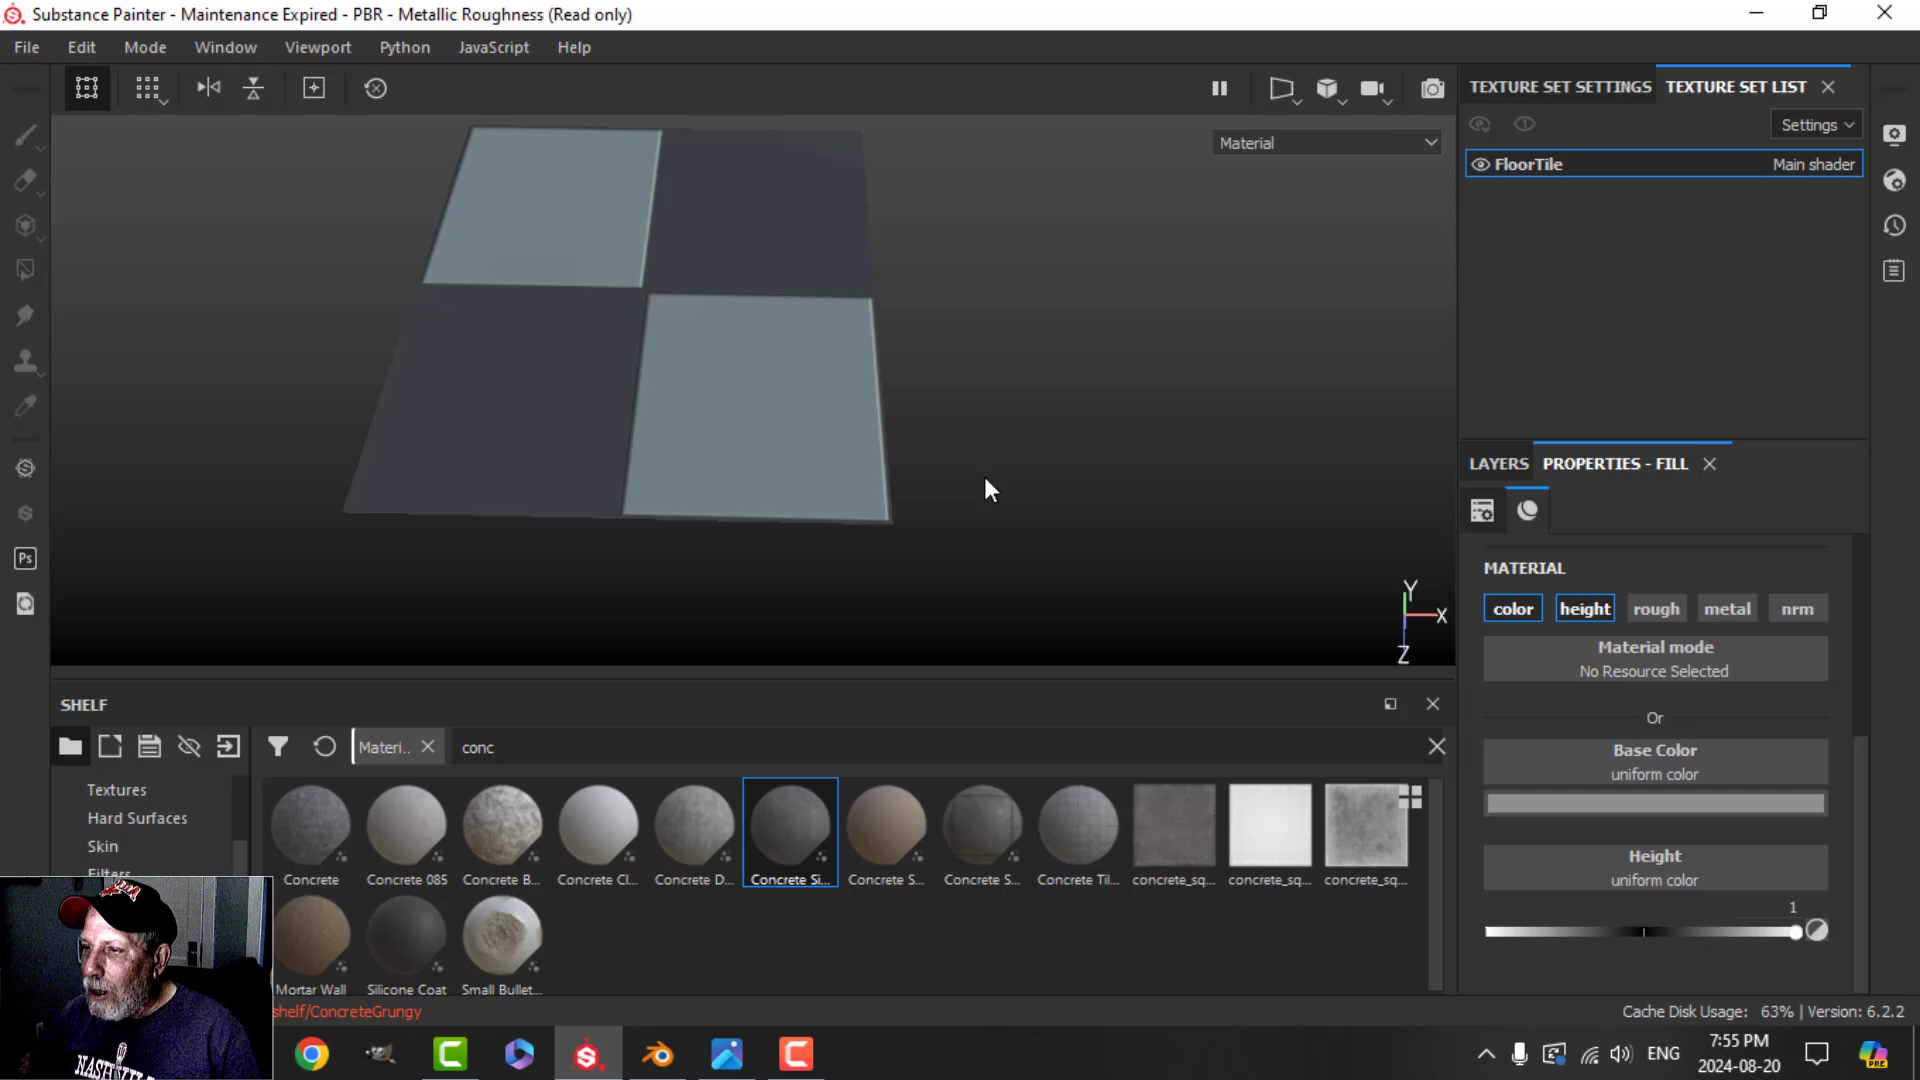 Substance Painter - Maintenance Expired - PBR - Metallic Roughness (Read only)
File Edit Mode Window Viewport Python JavaScript Help
TEXTURE SET SETTINGS TEXTURE SET LIST
Settings
Material
FloorTile Main shader
LAYERS PROPERTIES - FILL
MATERIAL
color height rough metal nrm
Material mode
No Resource Selected
Or
Base Color
uniform color
Height
uniform color
1
Y
X
Z
SHELF
Materi.. conc
Textures
Hard Surfaces
Skin
Filters
Concrete Concrete 085 Concrete B... Concrete Cl... Concrete D... Concrete Si... Concrete S... Concrete S... Concrete Til... concrete_sq... concrete_sq... concrete_sq...
Mortar Wall Silicone Coat Small Bullet...
shelf/ConcreteGrungy
Cache Disk Usage: 63% | Version: 6.2.2
Ps
NASHVILLE
ENG
7:55 PM
2024-08-20
PRE